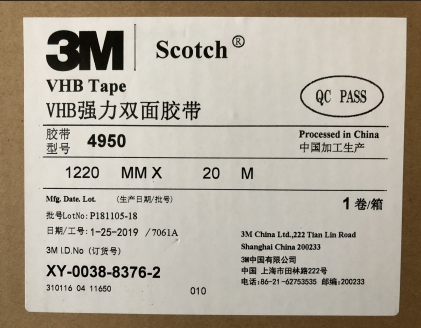 3M Scotch®
VHB Tape
VHB强力双面胶带
QC PASS
胶带
型号 4950
Processed in China
中国加工生产
1220 MM X 20 M
Mfg. Date. Lot. (生产日期/批号)
1 卷/箱
批号LotNo: P181105-18
日期/工号: 1-25-2019 /7061A
3M I.D.No (订货号)
XY-0038-8376-2
310116 04 11650 010
3M China Ltd.,222 Tian Lin Road
Shanghai China 200233
3M中国有限公司
中国 上海市田林路222号
电话:86-21-62753535 邮编:200233